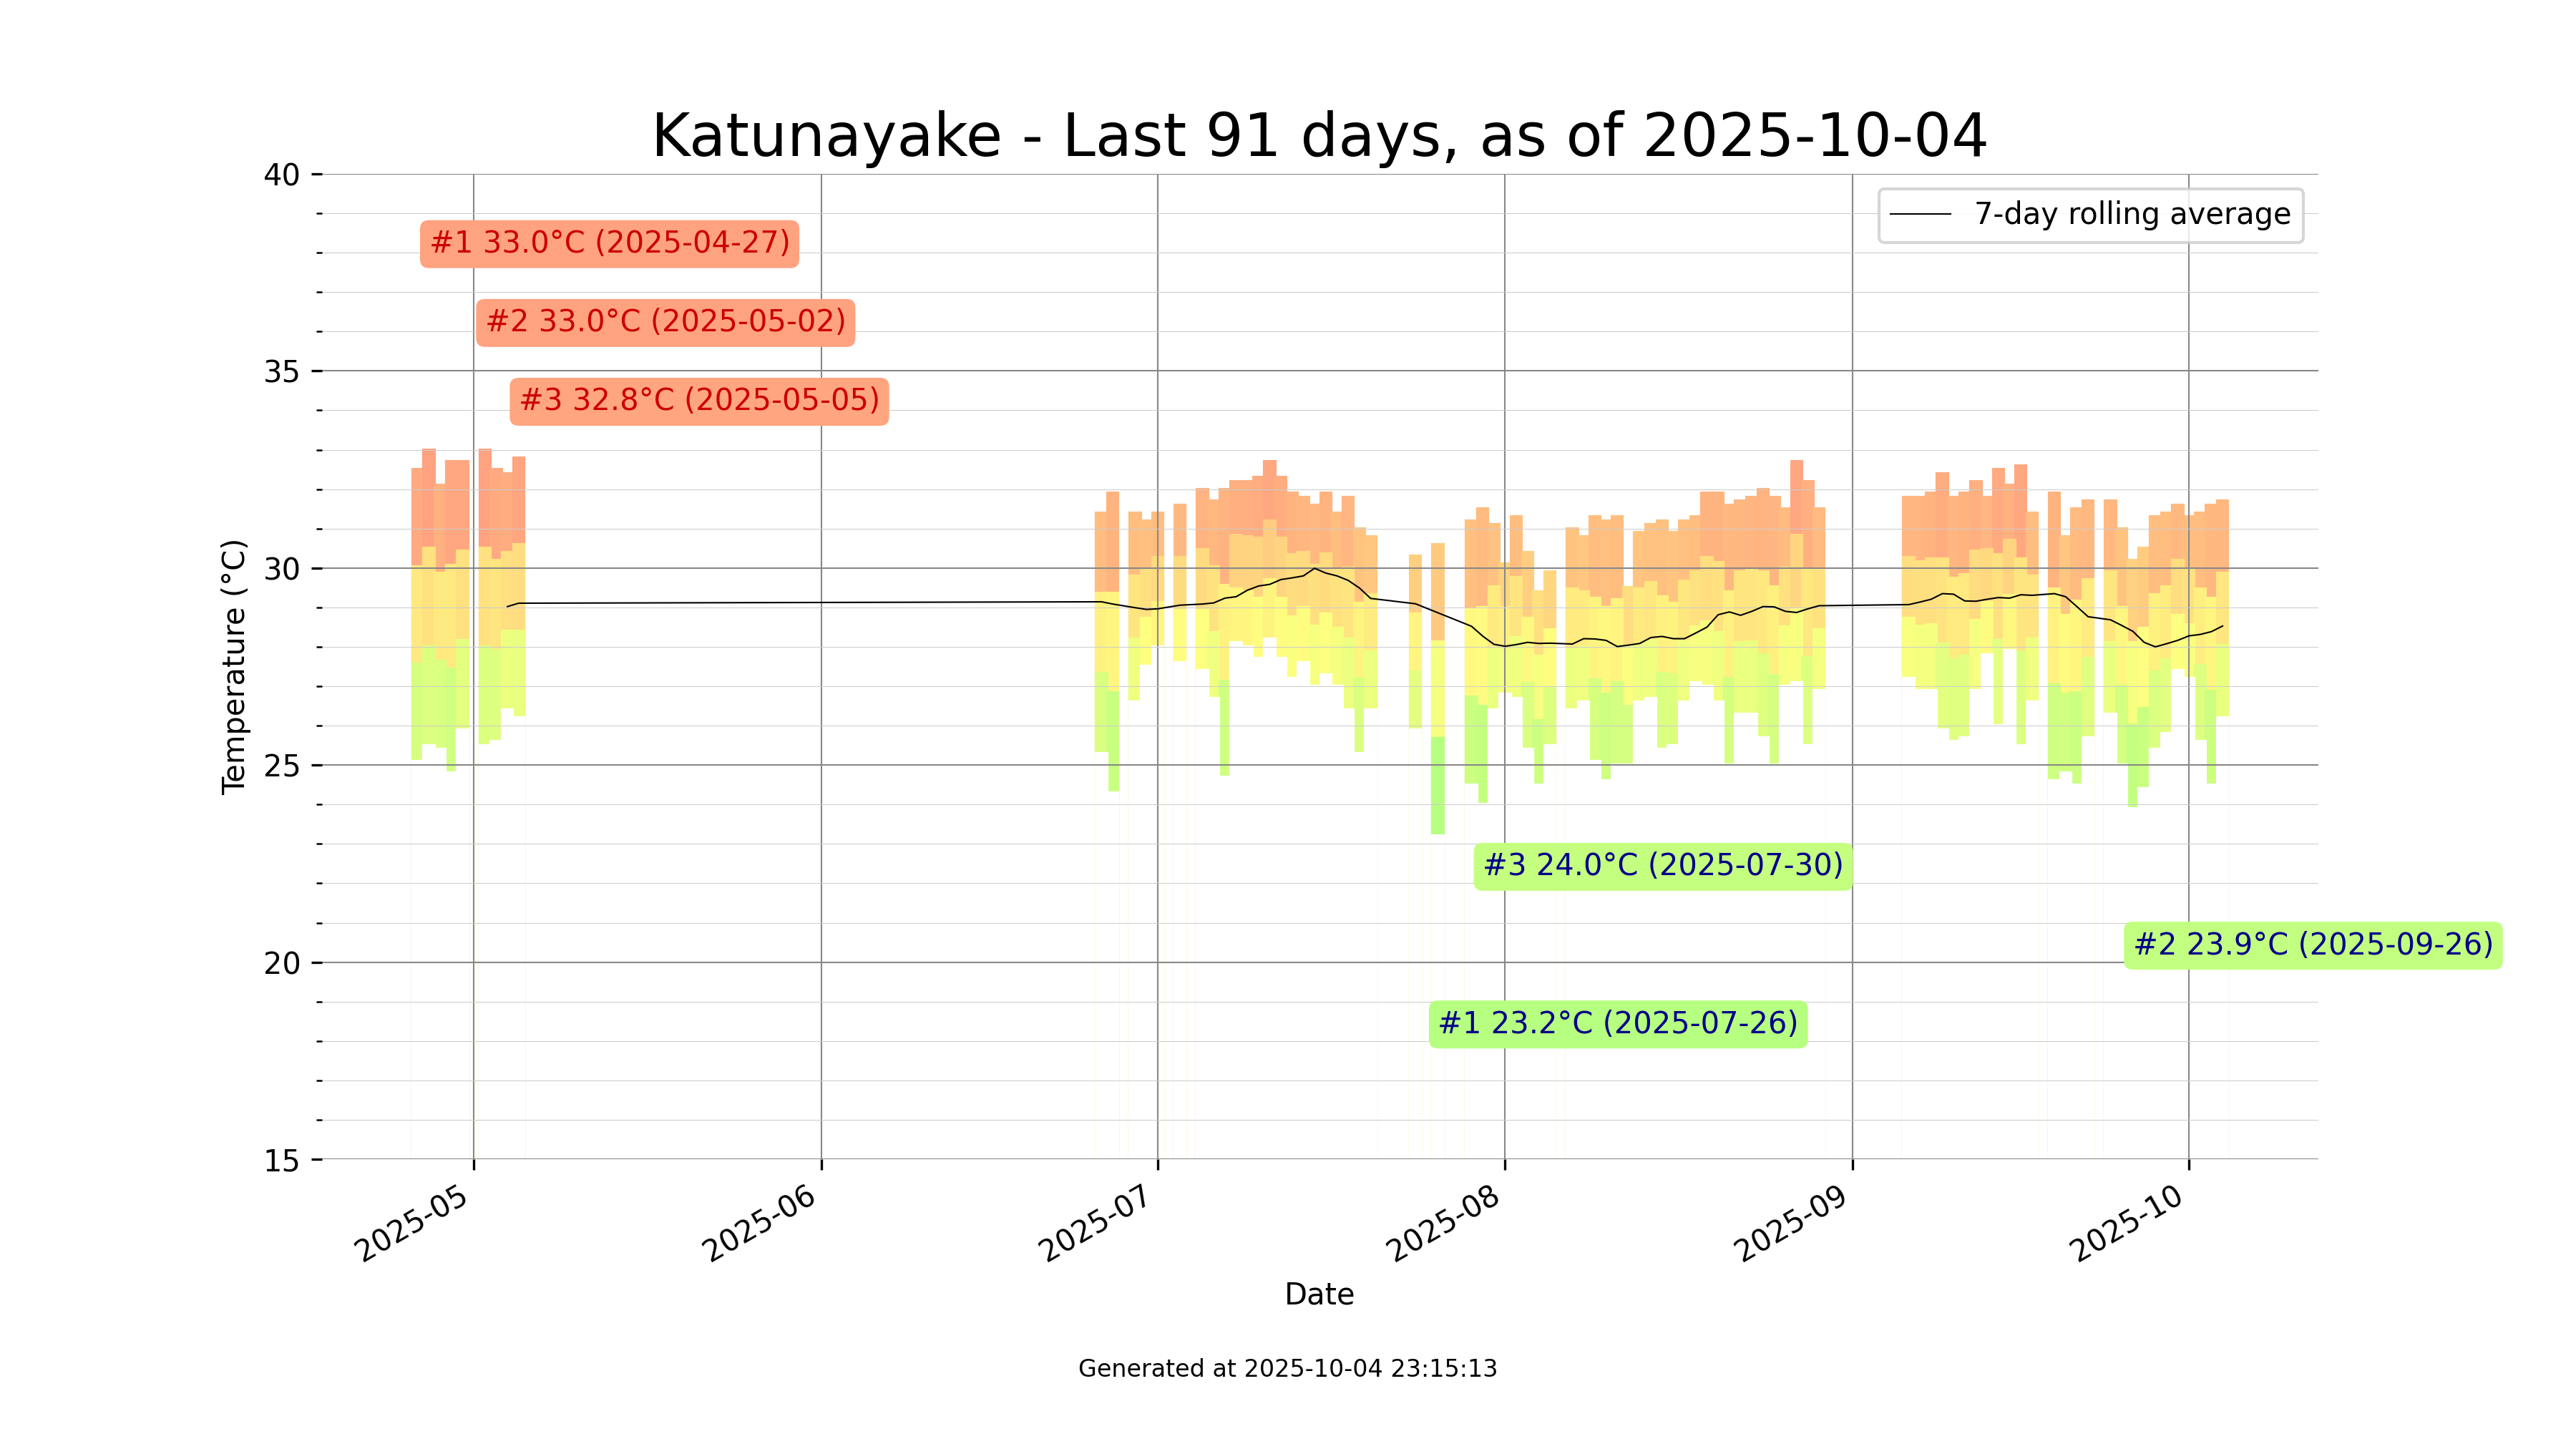 Katunayake - Last 91 days, as of 2025-10-04
40
7-day rolling average
#1 33.0°C (2025-04-27)
#2 33.0°C (2025-05-02)
35
#3 32.8°C (2025-05-05)
30
Temperature (°C)
25
#3 24.0°C (2025-07-30)
#2 23.9°C (2025-09-26)
20
#1 23.2°C (2025-07-26)
15
2025-05
2025-06
2025-07
2025-08
2025-09
2025-10
Date
Generated at 2025-10-04 23:15:13